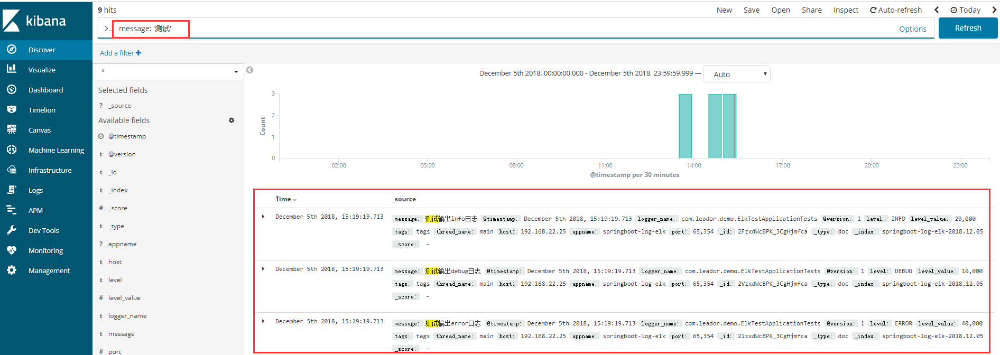 9 hits
New Save Open Share Inspect Auto-refresh Today
kibana
>_ message: '测试' Options Refresh
Discover
Visualize
Dashboard
Timelion
Canvas
Machine Learning
Infrastructure
Logs
APM
Dev Tools
Monitoring
Management
Add a filter
*
Selected fields
? _source
Available fields
@timestamp
t @version
t _id
t _index
# _score
t _type
? appname
t host
t level
# level_value
t logger_name
t message
# port
December 5th 2018, 00:00:00.000 - December 5th 2018, 23:59:59.999 — Auto
3
2
1
0
Count
02:00 05:00 08:00 11:00 14:00 17:00 20:00 23:00
@timestamp per 30 minutes
Time _source
December 5th 2018, 15:19:19.713 message: 测试输出info日志 @timestamp: December 5th 2018, 15:19:19.713 logger_name: com.leador.demo.ElkTestApplicationTests @version: 1 level: INFO level_value: 20,000
tags: tags thread_name: main host: 192.168.22.25 appname: springboot-log-elk port: 65,354 _id: 2FzxdWcBPK_3CgHjmfca _type: doc _index: springboot-log-elk-2018.12.05
_score: -
December 5th 2018, 15:19:19.713 message: 测试输出debug日志 @timestamp: December 5th 2018, 15:19:19.713 logger_name: com.leador.demo.ElkTestApplicationTests @version: 1 level: DEBUG level_value: 10,000
tags: tags thread_name: main host: 192.168.22.25 appname: springboot-log-elk port: 65,354 _id: 2VzxdWcBPK_3CgHjmfca _type: doc _index: springboot-log-elk-2018.12.05
_score: -
December 5th 2018, 15:19:19.713 message: 测试输出error日志 @timestamp: December 5th 2018, 15:19:19.713 logger_name: com.leador.demo.ElkTestApplicationTests @version: 1 level: ERROR level_value: 40,000
tags: tags thread_name: main host: 192.168.22.25 appname: springboot-log-elk port: 65,354 _id: 2lzxdWcBPK_3CgHjmfca _type: doc _index: springboot-log-elk-2018.12.05
_score: -